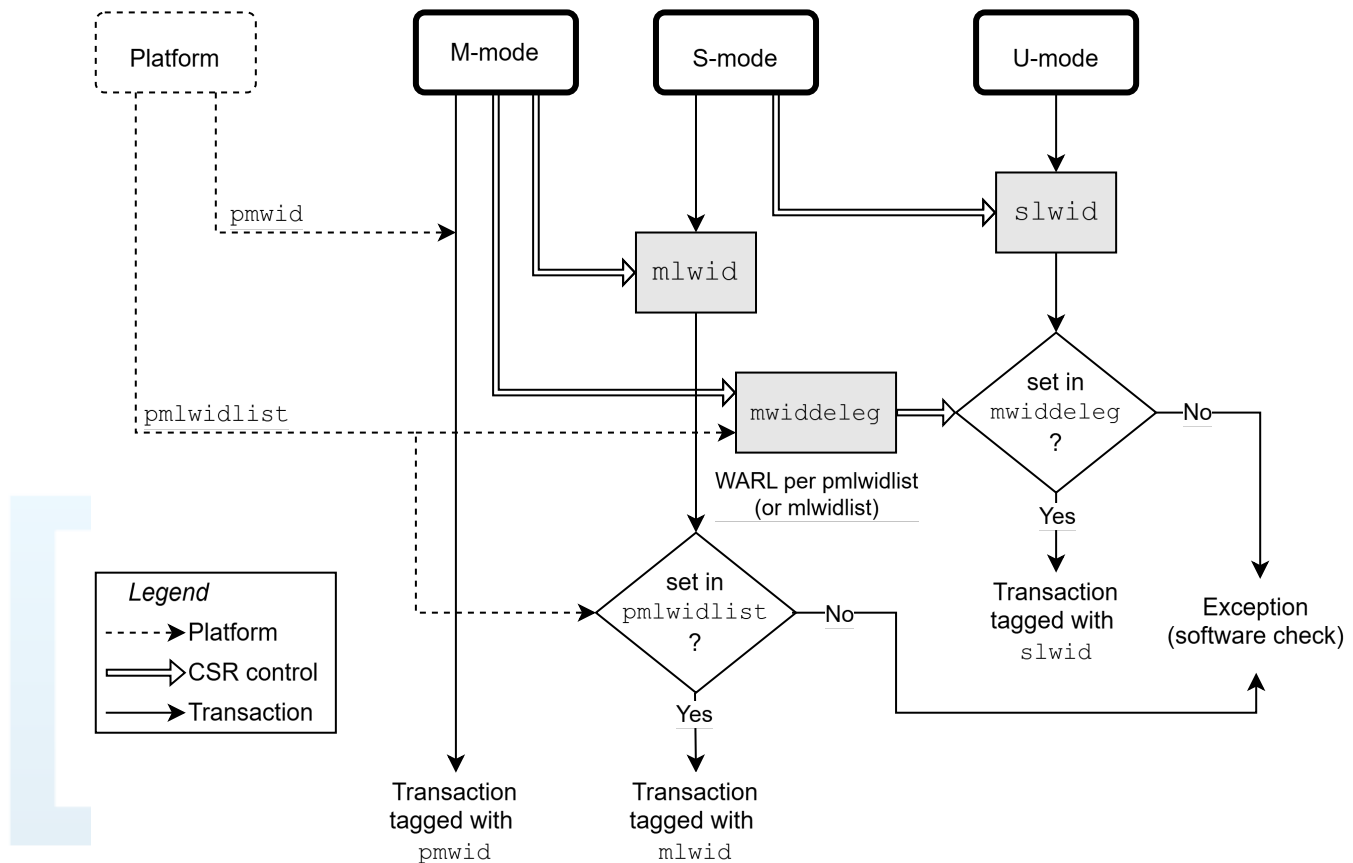 Platform
M-mode
S-mode
U-mode
pmwid
slwid
mlwid
pmlwidlist
mwiddeleg
set in
mwiddeleg
?
No
WARL per pmlwidlist
(or mlwidlist)
Yes
Legend
Platform
CSR control
Transaction
set in
pmlwidlist
?
No
Yes
Transaction
tagged with
slwid
Exception
(software check)
Transaction
tagged with
pmwid
Transaction
tagged with
mlwid